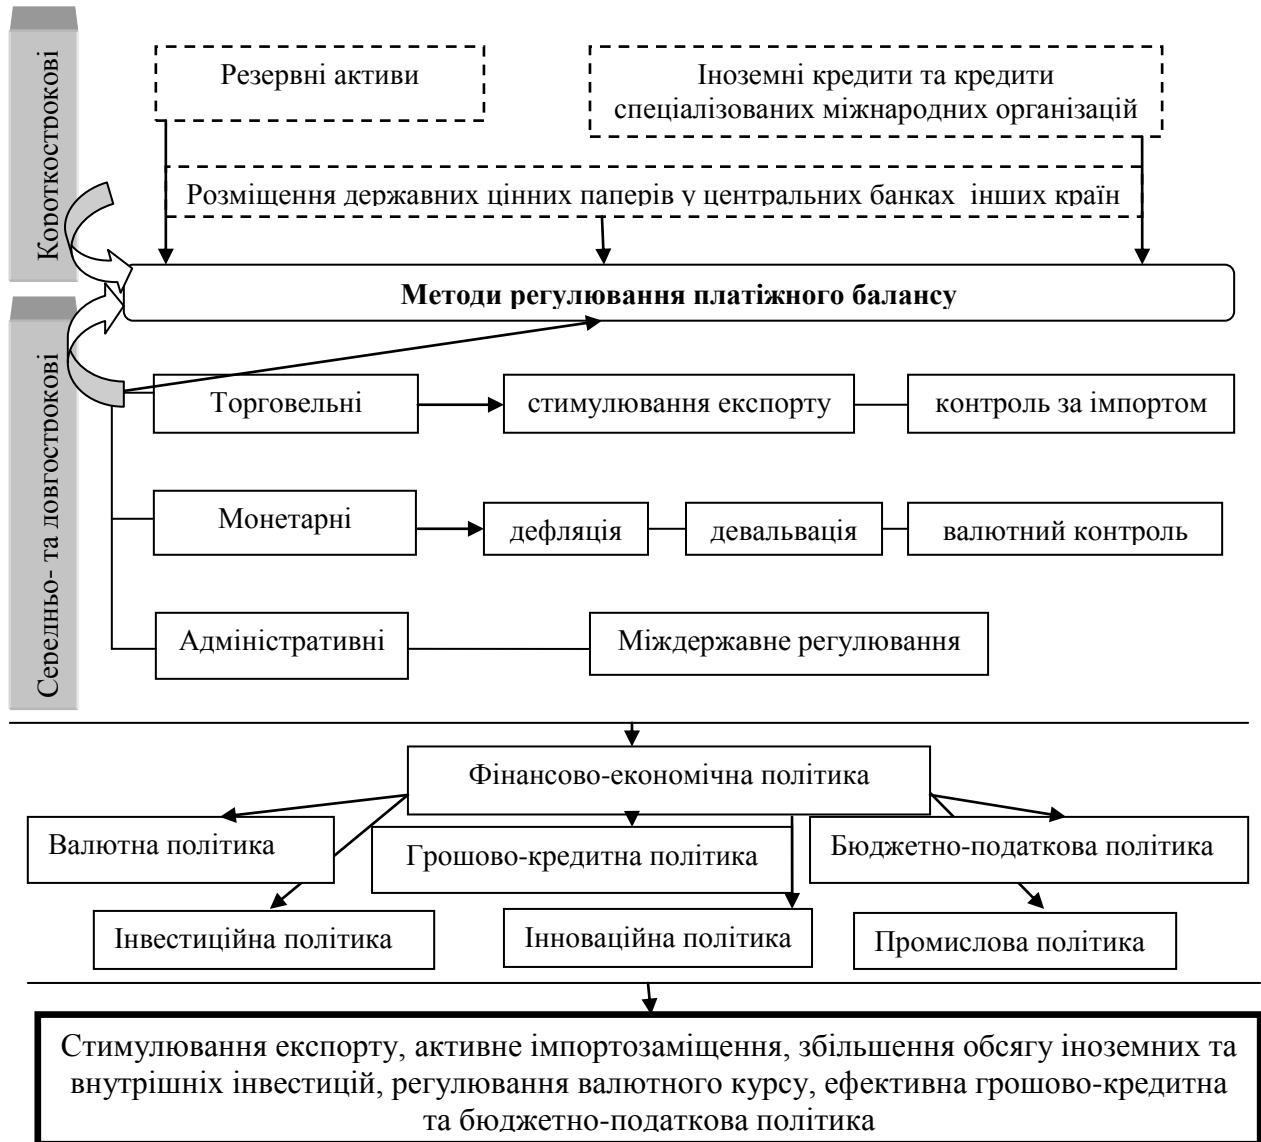 Короткострокові
Резервні активи
Іноземні кредити та кредити
спеціалізованих міжнародних організацій
Розміщення державних цінних паперів у центральних банках інших країн
Методи регулювання платіжного балансу
Середньо- та довгострокові
Торговельні
стимулювання експорту
контроль за імпортом
Монетарні
дефляція
девальвація
валютний контроль
Адміністративні
Міждержавне регулювання
Фінансово-економічна політика
Валютна політика
Грошово-кредитна політика
Бюджетно-податкова політика
Інвестиційна політика
Інноваційна політика
Промислова політика
Стимулювання експорту, активне імпортозаміщення, збільшення обсягу іноземних та
внутрішніх інвестицій, регулювання валютного курсу, ефективна грошово-кредитна
та бюджетно-податкова політика